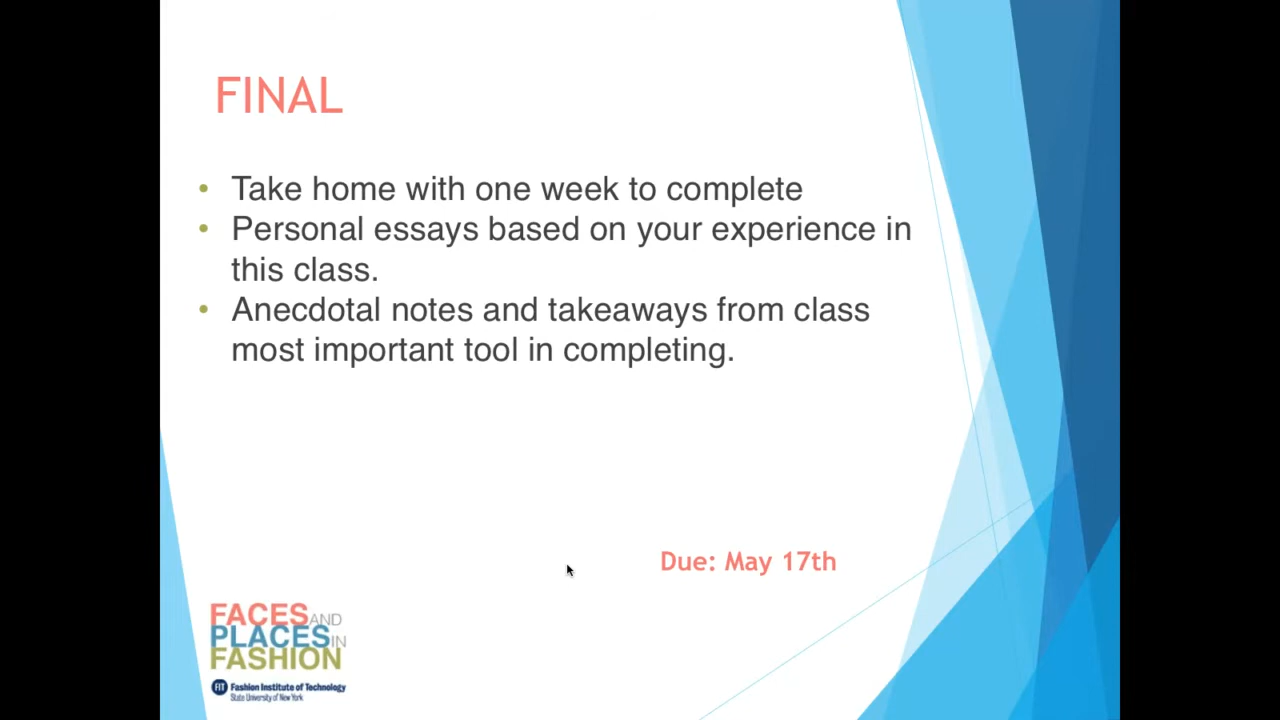 FINAL
• Take home with one week to complete
• Personal essays based on your experience in
this class.
• Anecdotal notes and takeaways from class
most important tool in completing.
Due: May 17th
FACES AND
PLACES IN
FASHION
FIT Fashion Institute of Technology
State University of New York